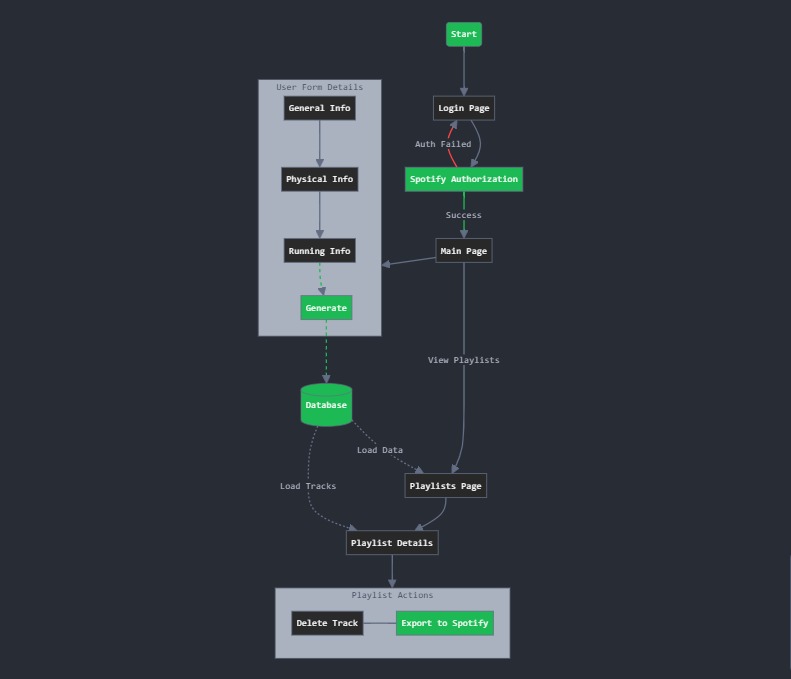 Start
User Form Details
General Info
Login Page
Auth Failed
Physical Info
Spotify Authorization
Success
Running Info
Main Page
Generate
View Playlists
Database
Load Data
Load Tracks
Playlists Page
Playlist Details
Playlist Actions
Delete Track
Export to Spotify